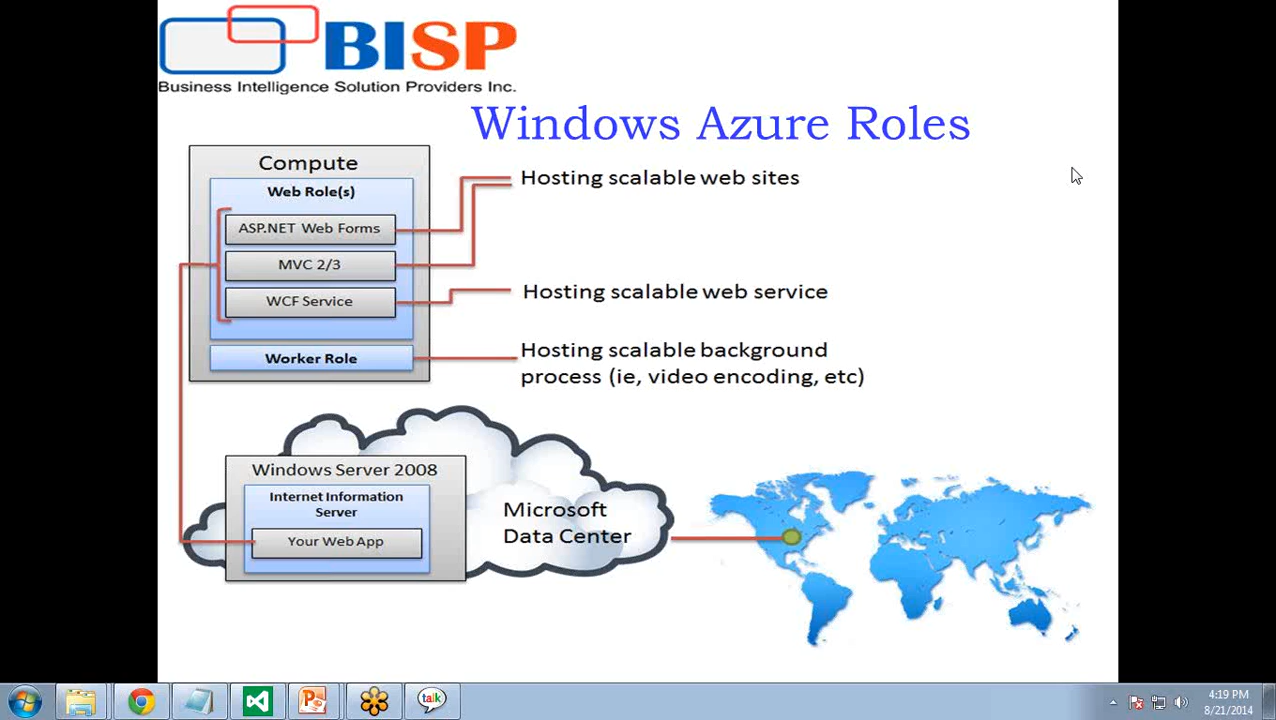 BISP
Business Intelligence Solution Providers Inc.
Windows Azure Roles
Compute
Web Role(s)
ASP.NET Web Forms
MVC 2/3
WCF Service
Worker Role
Hosting scalable web sites
Hosting scalable web service
Hosting scalable background
process (ie, video encoding, etc)
Windows Server 2008
Internet Information
Server
Your Web App
Microsoft
Data Center
talk
4:19 PM
8/21/2014